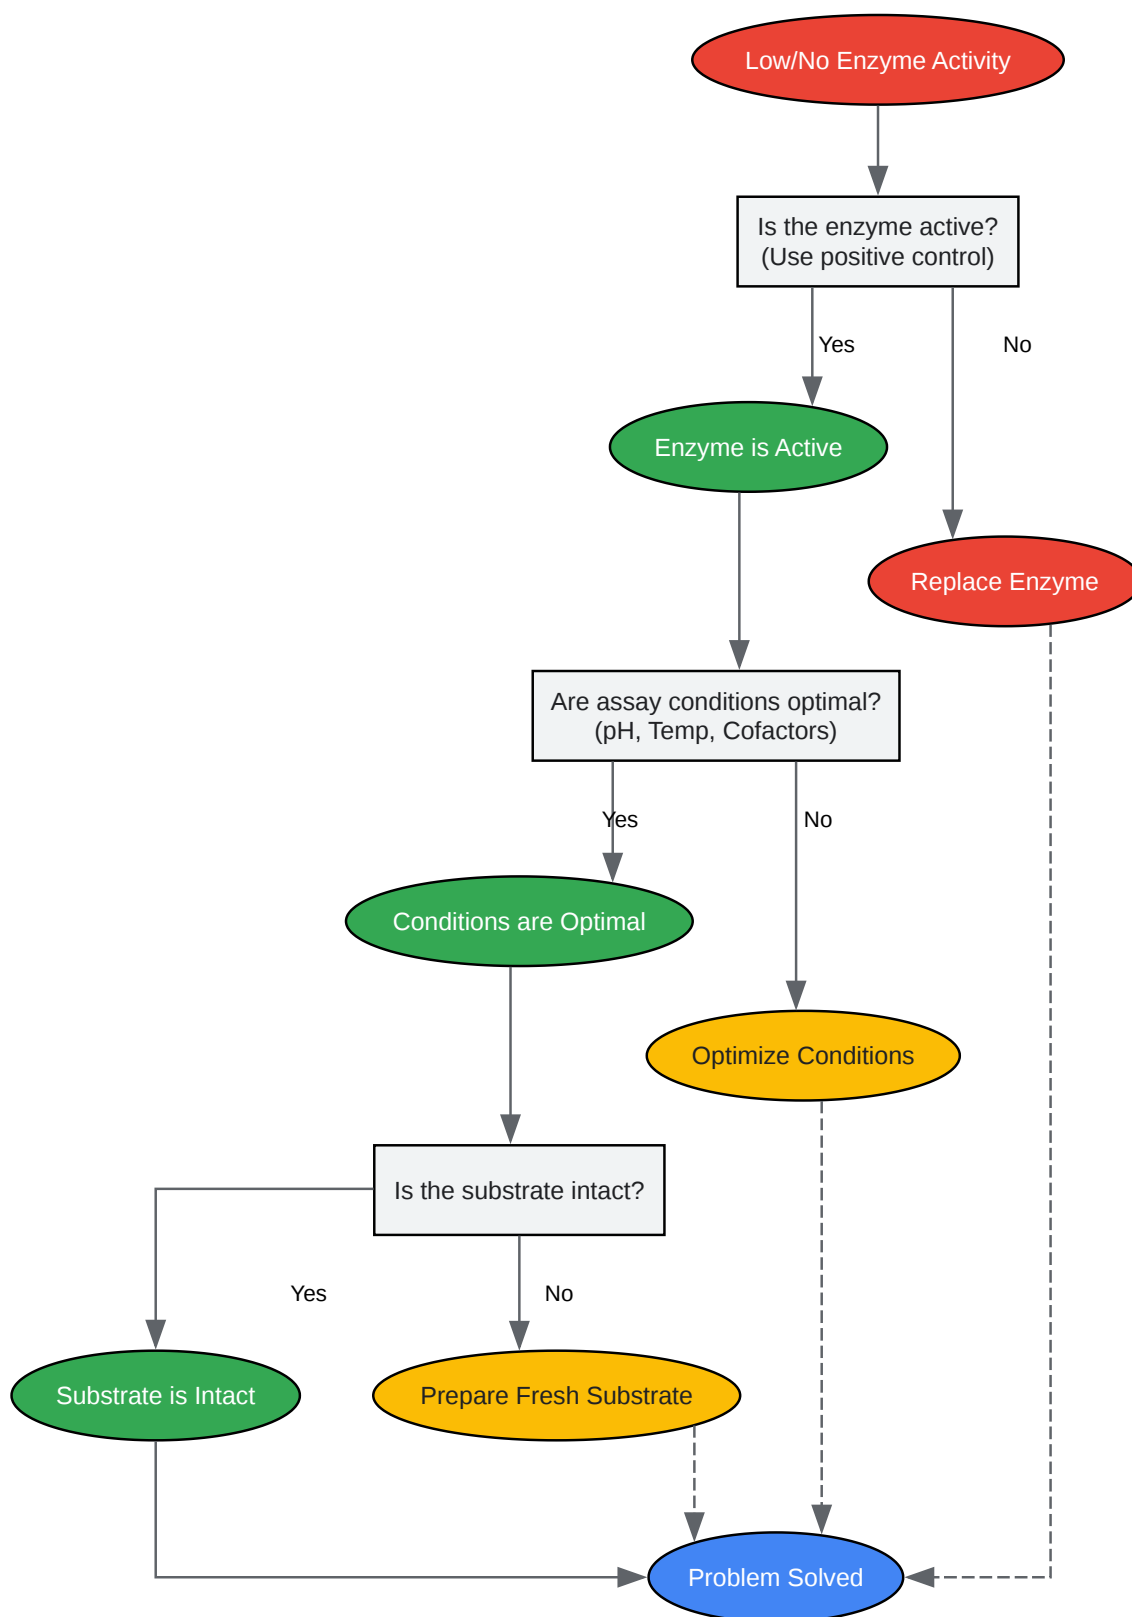 Low/No Enzyme Activity
Is the enzyme active?
(Use positive control)
Yes
No
Enzyme is Active
Replace Enzyme
Are assay conditions optimal?
(pH, Temp, Cofactors)
Yes
No
Conditions are Optimal
Optimize Conditions
Is the substrate intact?
Yes
No
Substrate is Intact
Prepare Fresh Substrate
Problem Solved